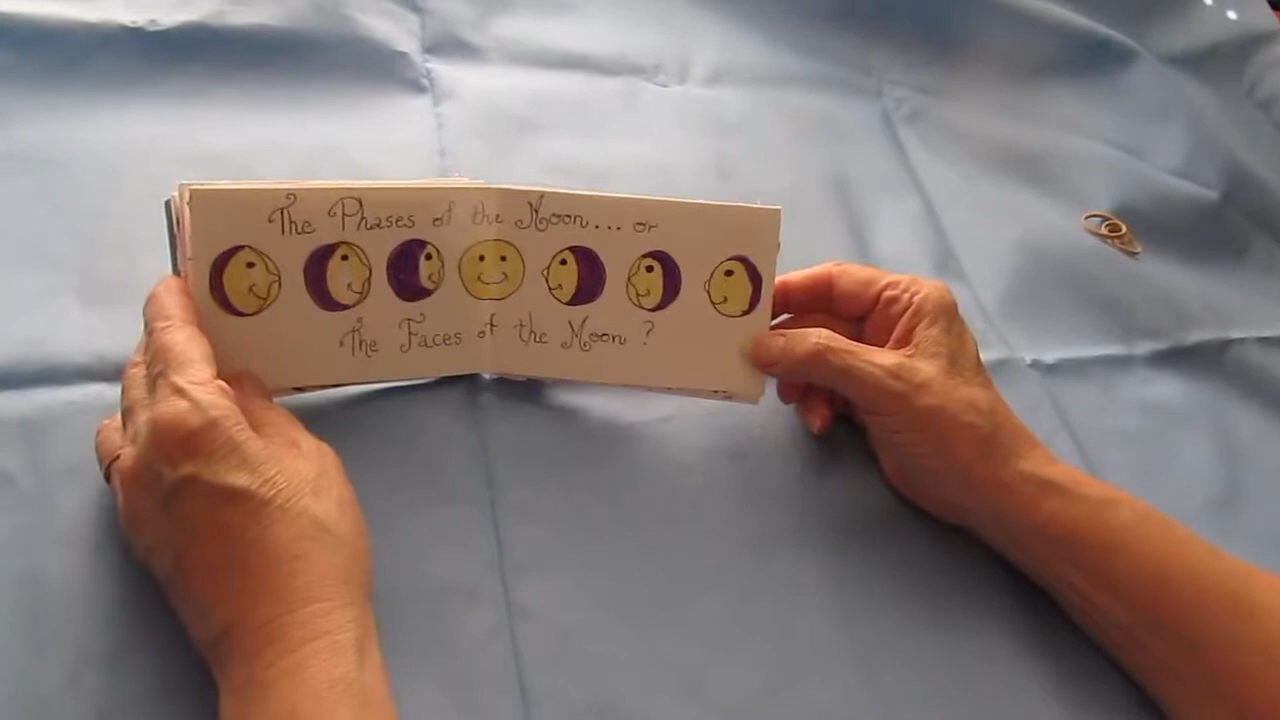 The Phases of the Moon... or
The Faces of the Moon?